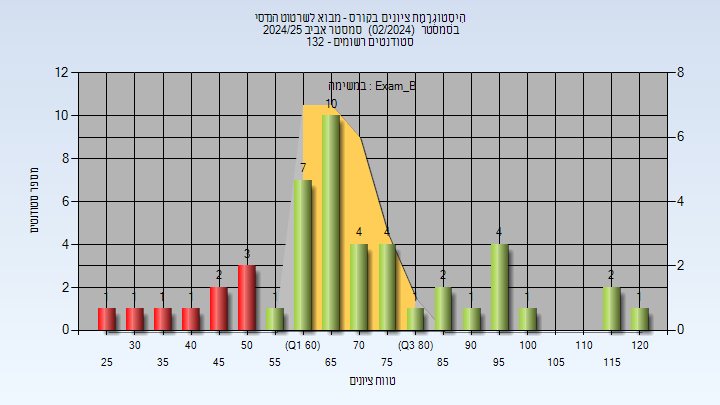 היסטוגרמת ציונים בקורס - מבוא לשרטוט הנדסי
בסמסטר (02/2024) סמסטר אביב 2024/25
סטודנטים רשומים - 132
במשימה : Exam_B
12 10 8 6 4 2 0
8 6 4 2 0
מספר סטודנטים
1 1 1 1 2 3 1 7 10 4 4 1 2 1 4 1 2 1
30 40 50 (Q1 60) 70 (Q3 80) 90 100 110 120
25 35 45 55 65 75 85 95 105 115
טווח ציונים